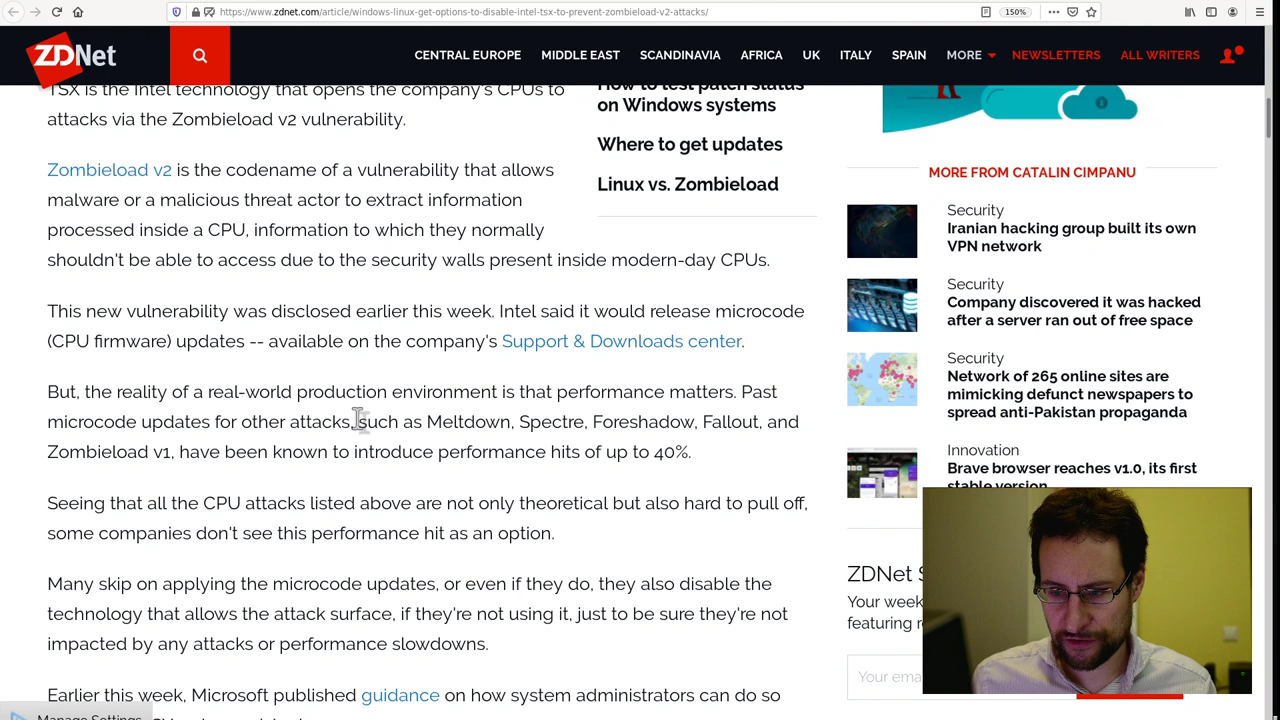 https://www.zdnet.com/article/windows-linux-get-options-to-disable-intel-tsx-to-prevent-zombieload-v2-attacks/
150%
ZDNet
CENTRAL EUROPE
MIDDLE EAST
SCANDINAVIA
AFRICA
UK
ITALY
SPAIN
MORE
NEWSLETTERS
ALL WRITERS
TSX is the Intel technology that opens the company's CPUs to
attacks via the Zombieload v2 vulnerability.
How to test patch status
on Windows systems
Where to get updates
Linux vs. Zombieload
Zombieload v2 is the codename of a vulnerability that allows
malware or a malicious threat actor to extract information
processed inside a CPU, information to which they normally
shouldn't be able to access due to the security walls present inside modern-day CPUs.
This new vulnerability was disclosed earlier this week. Intel said it would release microcode
(CPU firmware) updates -- available on the company's Support & Downloads center.
But, the reality of a real-world production environment is that performance matters. Past
microcode updates for other attacks such as Meltdown, Spectre, Foreshadow, Fallout, and
Zombieload v1, have been known to introduce performance hits of up to 40%.
Seeing that all the CPU attacks listed above are not only theoretical but also hard to pull off,
some companies don't see this performance hit as an option.
Many skip on applying the microcode updates, or even if they do, they also disable the
technology that allows the attack surface, if they're not using it, just to be sure they're not
impacted by any attacks or performance slowdowns.
Earlier this week, Microsoft published guidance on how system administrators can do so
Manage Settings
MORE FROM CATALIN CIMPANU
Security
Iranian hacking group built its own
VPN network
Security
Company discovered it was hacked
after a server ran out of free space
Security
Network of 265 online sites are
mimicking defunct newspapers to
spread anti-Pakistan propaganda
Innovation
Brave browser reaches v1.0, its first
stable version
ZDNet
Your week
featuring
Your ema